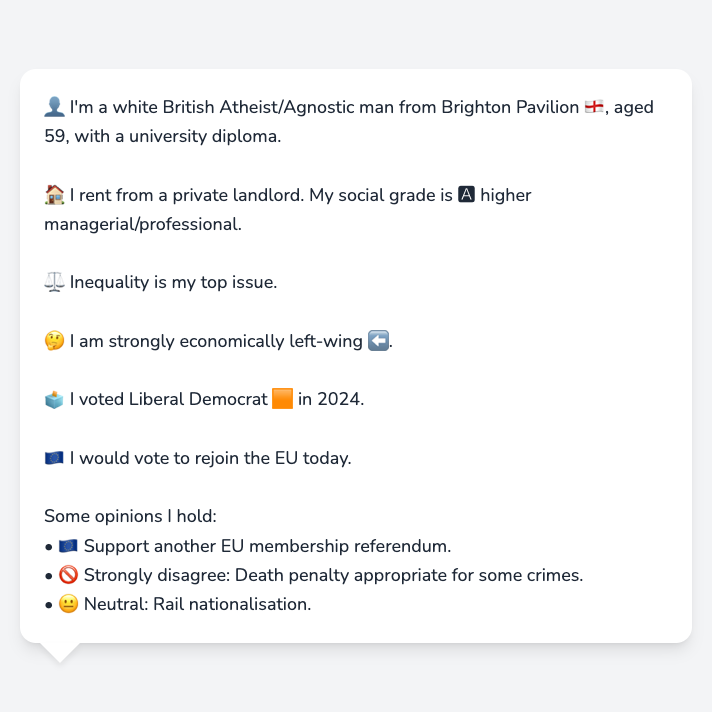 👤 I'm a white British Atheist/Agnostic man from Brighton Pavilion 🏴󠁧󠁢󠁥󠁮󠁧󠁿, aged
59, with a university diploma.
🏠 I rent from a private landlord. My social grade is 🅰 higher
managerial/professional.
⚖️ Inequality is my top issue.
🤔 I am strongly economically left-wing ⬅️.
🗳️ I voted Liberal Democrat 🟧 in 2024.
🇪🇺 I would vote to rejoin the EU today.
Some opinions I hold:
• 🇪🇺 Support another EU membership referendum.
• 🚫 Strongly disagree: Death penalty appropriate for some crimes.
• 😐 Neutral: Rail nationalisation.